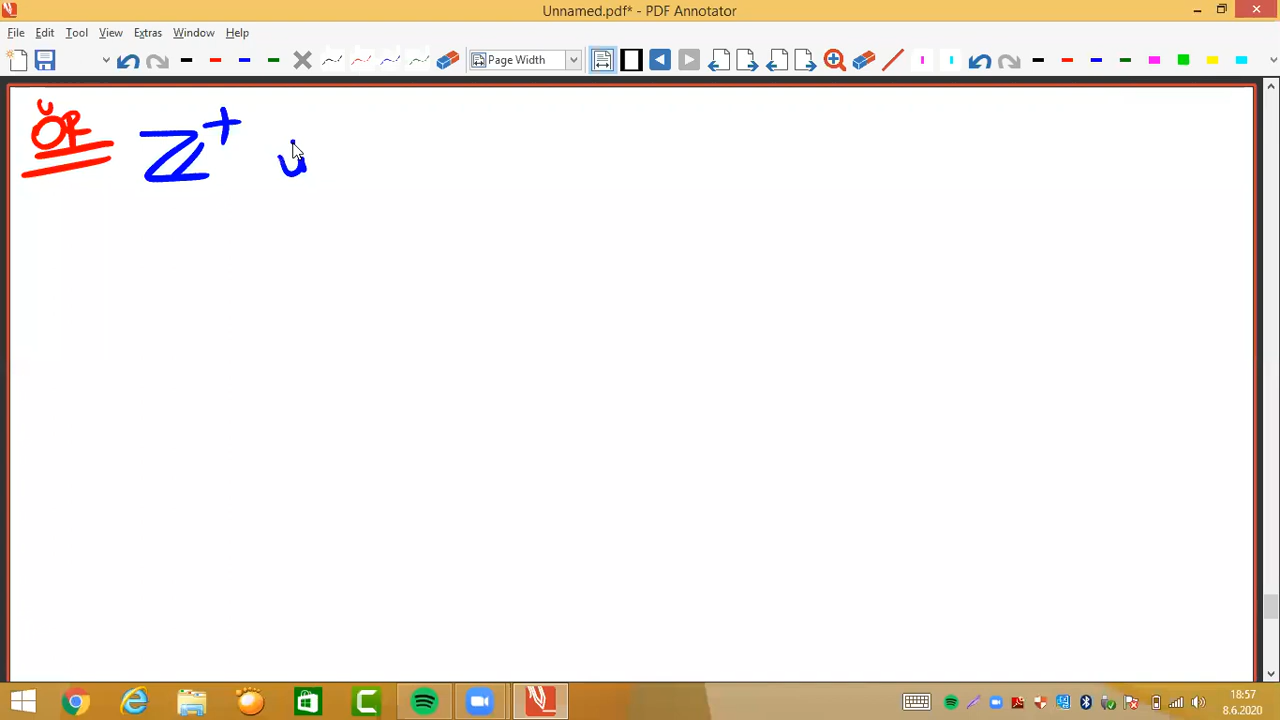 Unnamed.pdf* - PDF Annotator
File Edit Tool View Extras Window Help
Page Width
ÖR Z⁺ ü
18:57
8.6.2020